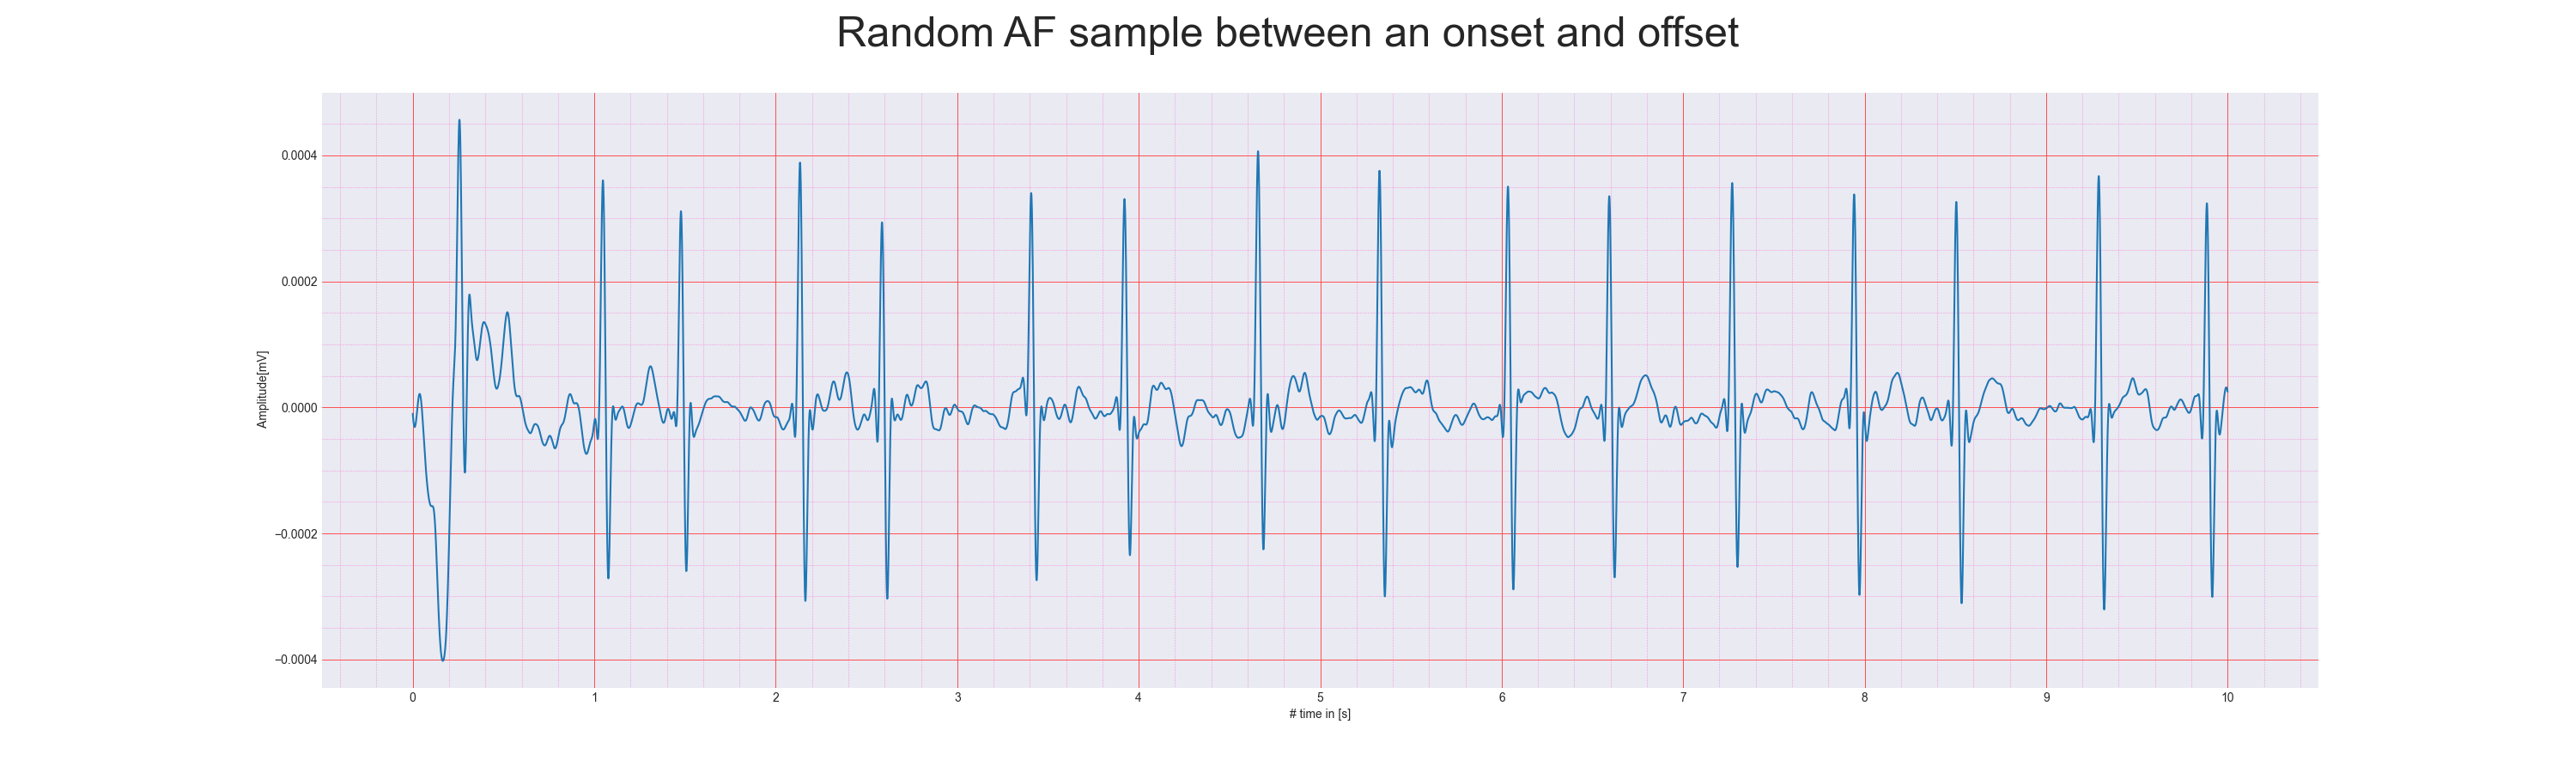 Random AF sample between an onset and offset
0.0004
0.0002
0.0000
−0.0002
−0.0004
Amplitude[mV]
0 1 2 3 4 5 6 7 8 9 10
# time in [s]